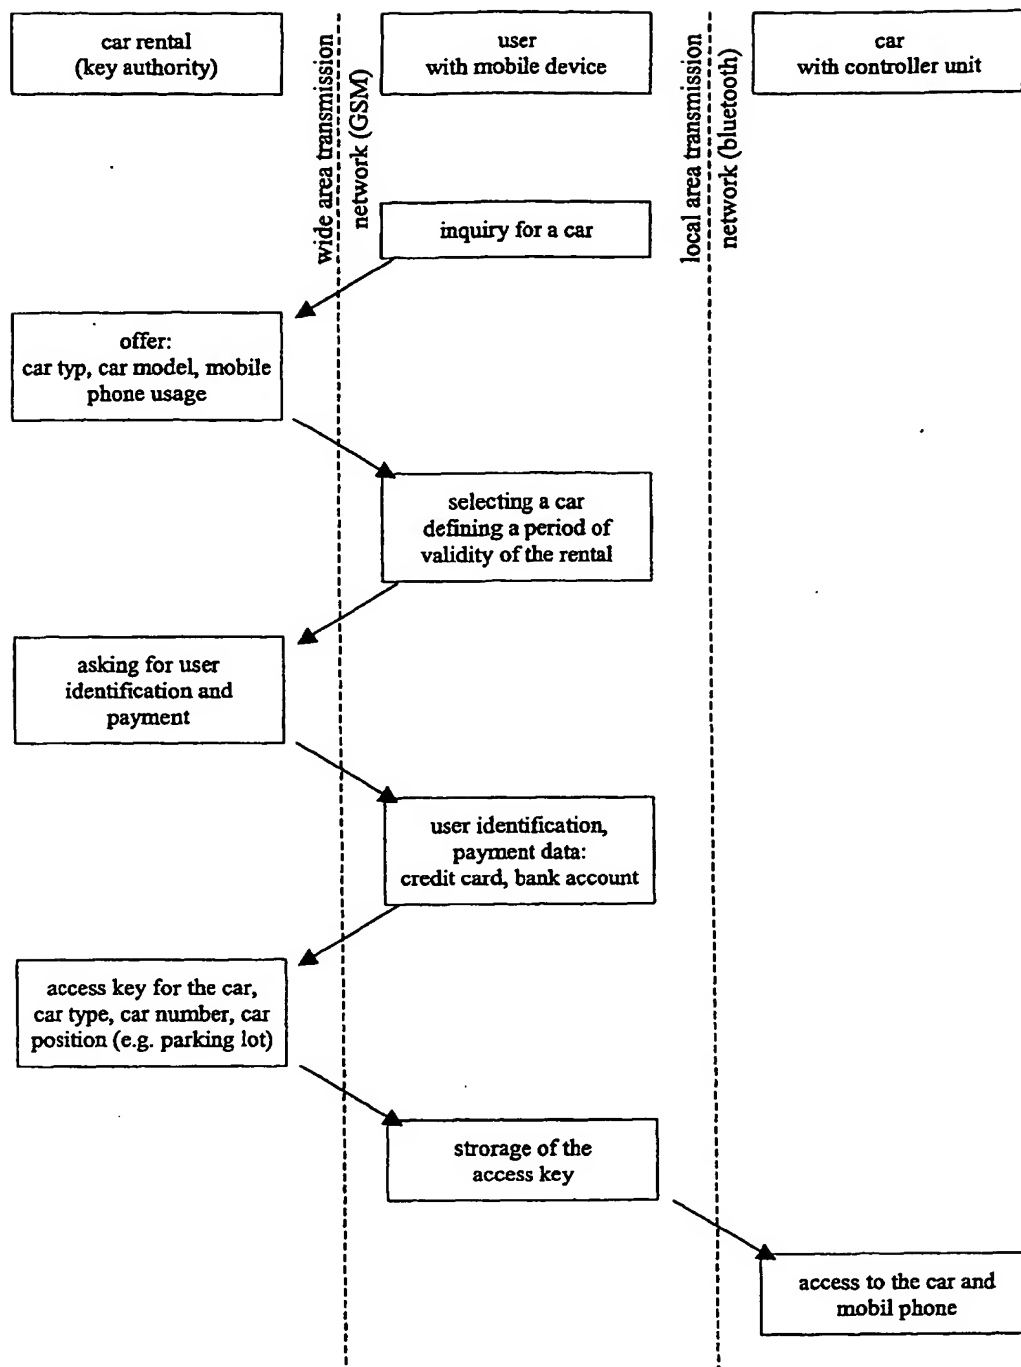 car rental
(key authority)
wide area transmission
network (GSM)
user
with mobile device
local area transmission
network (bluetooth)
car
with controller unit
inquiry for a car
offer:
car typ, car model, mobile
phone usage
selecting a car
defining a period of
validity of the rental
asking for user
identification and
payment
user identification,
payment data:
credit card, bank account
access key for the car,
car type, car number, car
position (e.g. parking lot)
strorage of the
access key
access to the car and
mobil phone